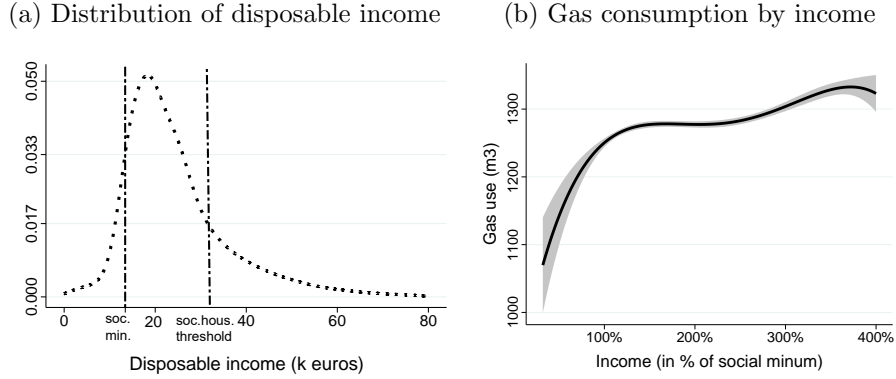 (a) Distribution of disposable income
0.050
0.033
0.017
0.000
0
20
40
60
80
soc.
min.
soc.hous.
threshold
Disposable income (k euros)
(b) Gas consumption by income
Gas use (m3)
1300
1200
1100
1000
100%
200%
300%
400%
Income (in % of social minum)